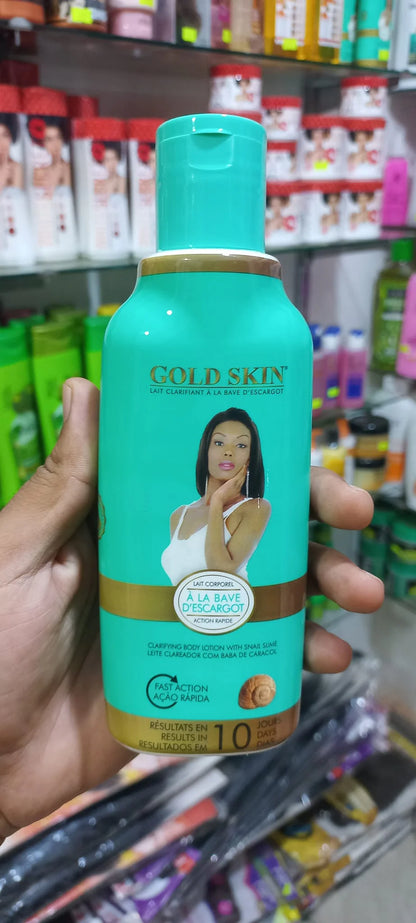 GOLD SKIN
LAIT CLARIFIANT À LA BAVE D'ESCARGOT
LAIT CORPOREL
À LA BAVE
D'ESCARGOT
ACTION RAPIDE
CLARIFYING BODY LOTION WITH SNAIL SLIME
LEITE CLAREADOR COM BABA DE CARACOL
FAST ACTION
AÇÃO RÁPIDA
RÉSULTATS EN 10 JOURS
RESULTS IN DAYS
RESULTADOS EM DIAS